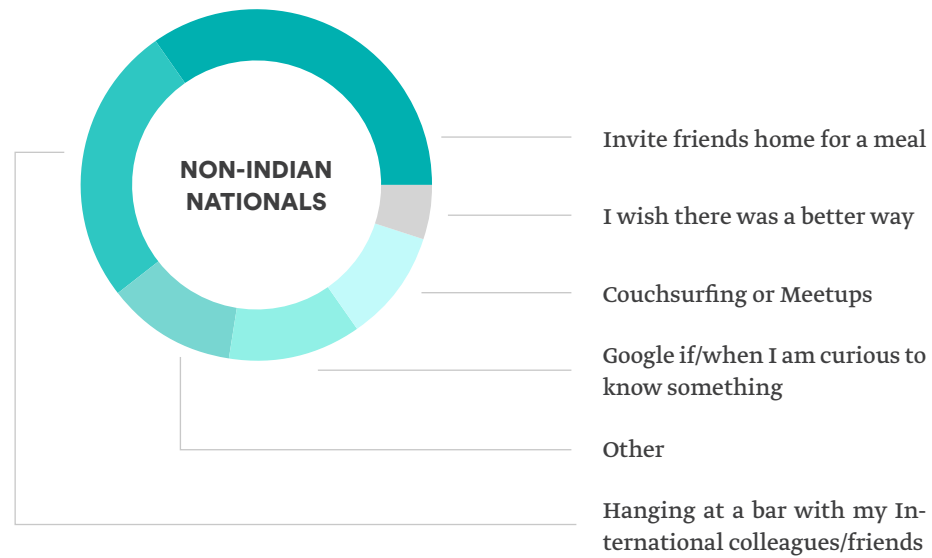 NON-INDIAN
NATIONALS
Invite friends home for a meal
I wish there was a better way
Couchsurfing or Meetups
Google if/when I am curious to
know something
Other
Hanging at a bar with my In-
ternational colleagues/friends